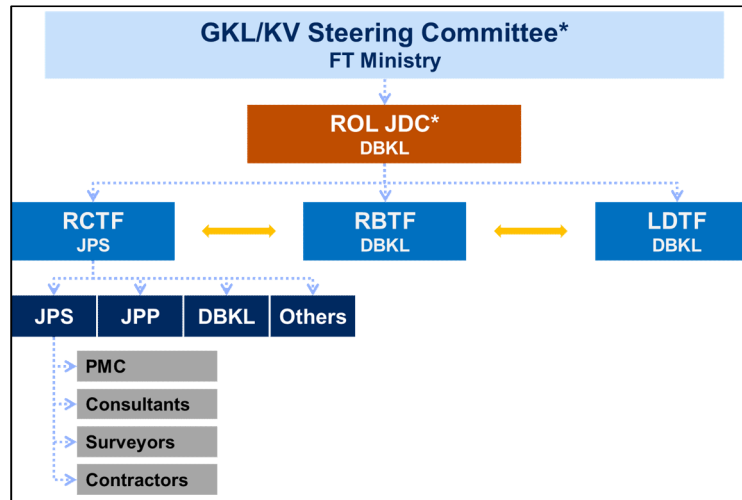 GKL/KV Steering Committee*
FT Ministry
ROL JDC*
DBKL
RCTF
JPS
RBTF
DBKL
LDTF
DBKL
JPS
JPP
DBKL
Others
PMC
Consultants
Surveyors
Contractors